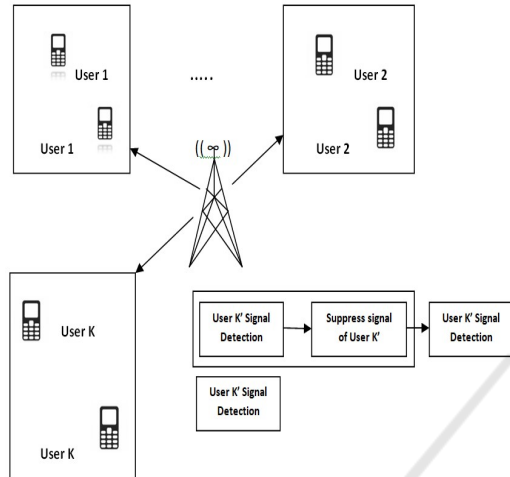 User 1
User 1
.....
User 2
User 2
((∞))
User K
User K
User K' Signal
Detection
Suppress signal
of User K'
User K' Signal
Detection
User K' Signal
Detection